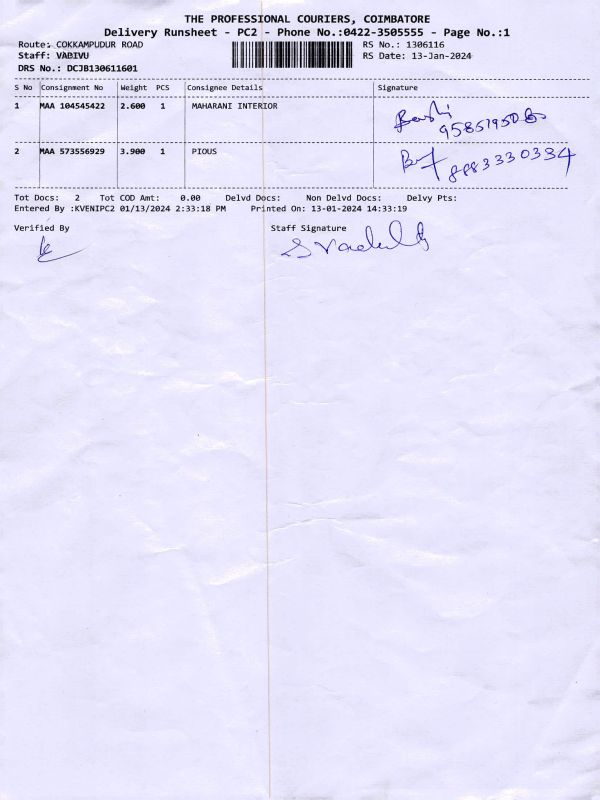 THE PROFESSIONAL COURIERS, COIMBATORE
Delivery Runsheet - PC2 - Phone No.:0422-3505555 - Page No.:1
Route: COKKAMPUDUR ROAD RS No.: 1306116
Staff: VADIVU RS Date: 13-Jan-2024
DRS No.: DCJB130611601
S No Consignment No Weight PCS Consignee Details Signature
1 MAA 104545422 2.600 1 MAHARANI INTERIOR
2 MAA 573556929 3.900 1 PIOUS
8883330334
Tot Docs: 2 Tot COD Amt: 0.00 Delvd Docs: Non Delvd Docs: Delvy Pts:
Entered By :KVENIPC2 01/13/2024 2:33:18 PM Printed On: 13-01-2024 14:33:19
Verified By Staff Signature